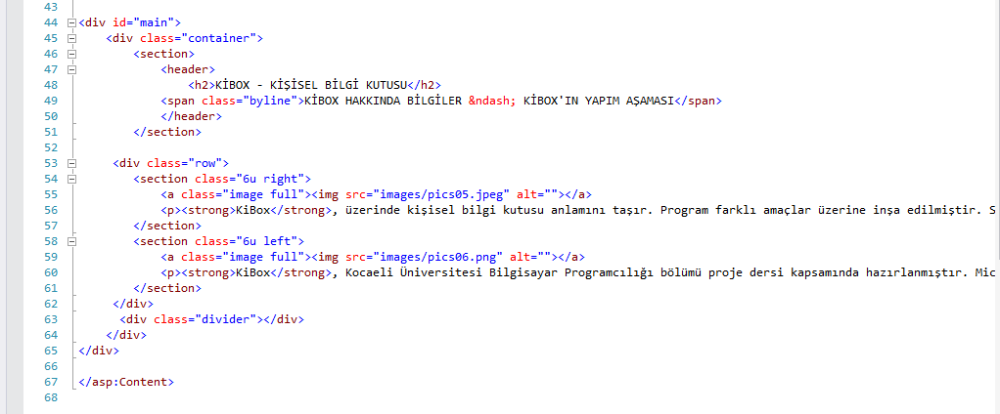 43
44 <div id="main">
45 <div class="container">
46 <section>
47 <header>
48 <h2>KİBOX - KİŞİSEL BİLGİ KUTUSU</h2>
49 <span class="byline">KİBOX HAKKINDA BİLGİLER &ndash; KİBOX'IN YAPIM AŞAMASI</span>
50 </header>
51 </section>
52
53 <div class="row">
54 <section class="6u right">
55 <a class="image full"><img src="images/pics05.jpeg" alt=""></a>
56 <p><strong>KiBox</strong>, üzerinde kişisel bilgi kutusu anlamını taşır. Program farklı amaçlar üzerine inşa edilmiştir. S
57 </section>
58 <section class="6u left">
59 <a class="image full"><img src="images/pics06.png" alt=""></a>
60 <p><strong>KiBox</strong>, Kocaeli Üniversitesi Bilgisayar Programcılığı bölümü proje dersi kapsamında hazırlanmıştır. Mic
61 </section>
62 </div>
63 <div class="divider"></div>
64 </div>
65 </div>
66
67 </asp:Content>
68